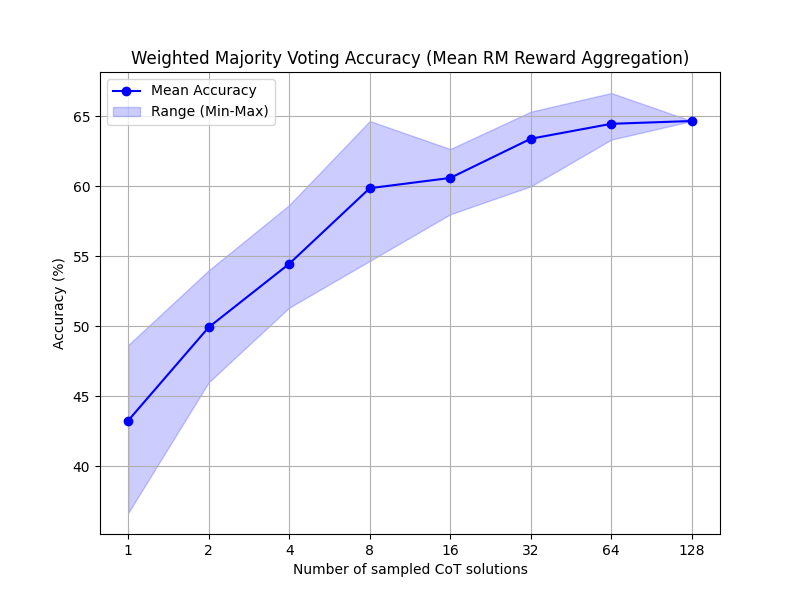 Weighted Majority Voting Accuracy (Mean RM Reward Aggregation)
Mean Accuracy
Range (Min-Max)
Accuracy (%)
65
60
55
50
45
40
1 2 4 8 16 32 64 128
Number of sampled CoT solutions